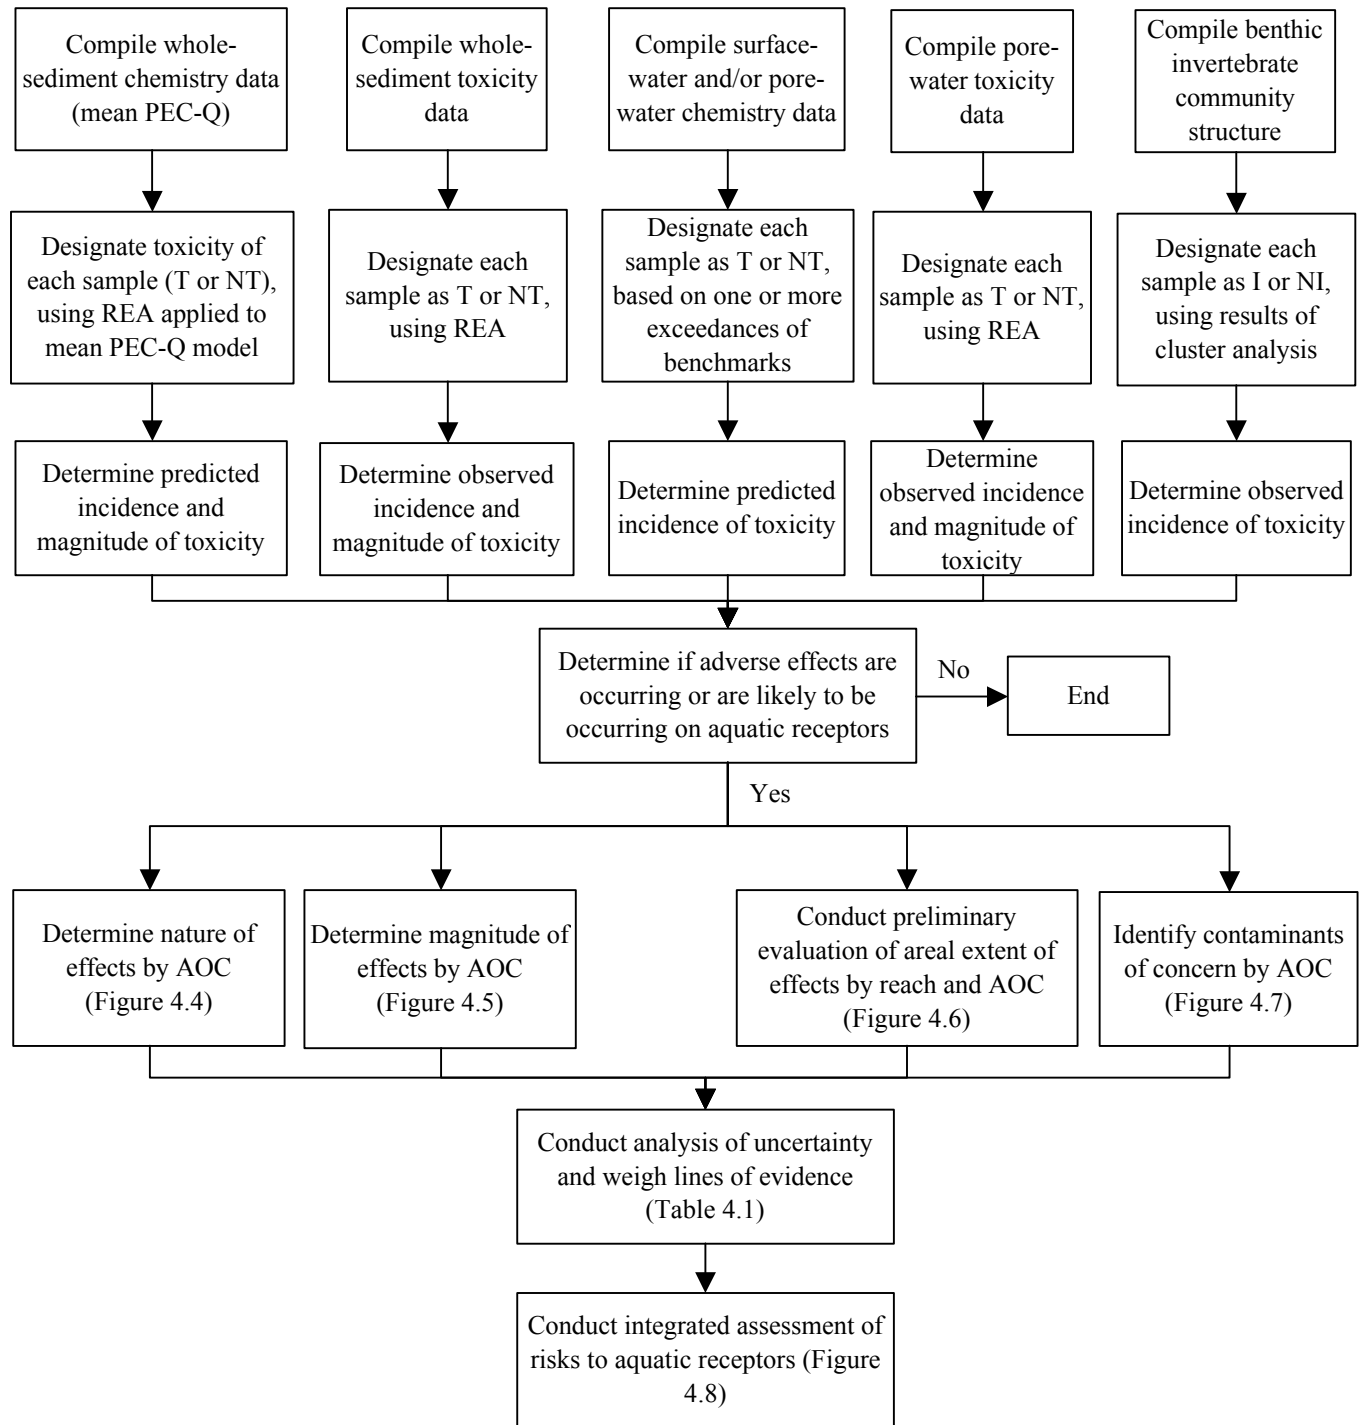 Compile whole-
sediment chemistry data
(mean PEC-Q)
Compile whole-
sediment toxicity
data
Compile surface-
water and/or pore-
water chemistry data
Compile pore-
water toxicity
data
Compile benthic
invertebrate
community
structure
Designate toxicity of
each sample (T or NT),
using REA applied to
mean PEC-Q model
Designate each
sample as T or NT,
using REA
Designate each
sample as T or NT,
based on one or more
exceedances of
benchmarks
Designate each
sample as T or NT,
using REA
Designate each
sample as I or NI,
using results of
cluster analysis
Determine predicted
incidence and
magnitude of toxicity
Determine observed
incidence and
magnitude of toxicity
Determine predicted
incidence of toxicity
Determine
observed incidence
and magnitude of
toxicity
Determine observed
incidence of toxicity
Determine if adverse effects are
occurring or are likely to be
occurring on aquatic receptors
No
End
Yes
Determine nature of
effects by AOC
(Figure 4.4)
Determine magnitude of
effects by AOC
(Figure 4.5)
Conduct preliminary
evaluation of areal extent of
effects by reach and AOC
(Figure 4.6)
Identify contaminants
of concern by AOC
(Figure 4.7)
Conduct analysis of uncertainty
and weigh lines of evidence
(Table 4.1)
Conduct integrated assessment of
risks to aquatic receptors (Figure
4.8)